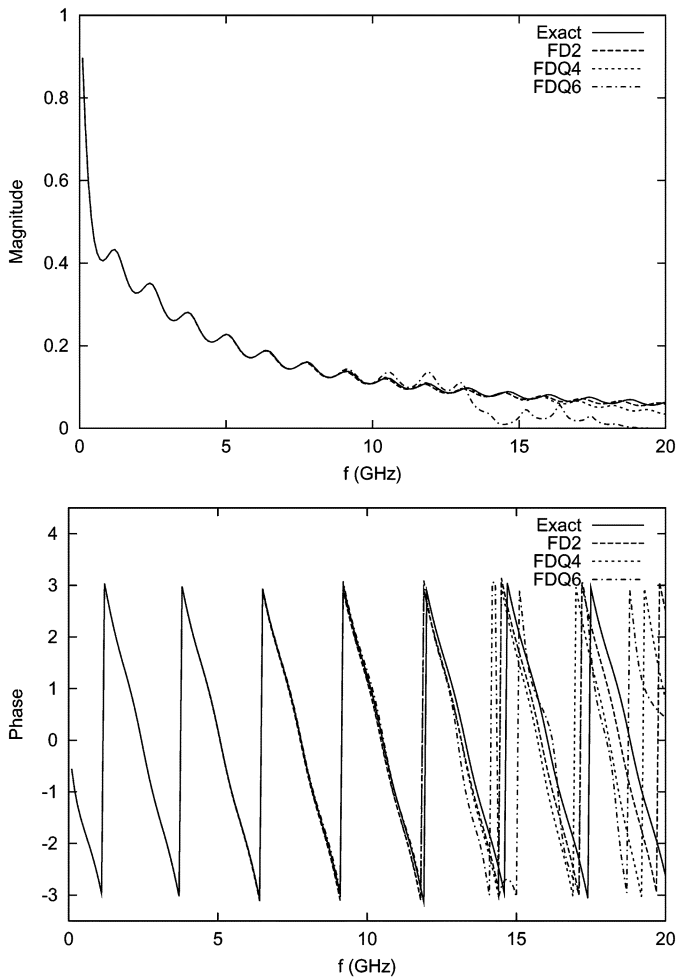 1
0.8
0.6
0.4
0.2
0
Magnitude
Exact
FD2
FDQ4
FDQ6
0 5 10 15 20
f (GHz)
4
3
2
1
0
-1
-2
-3
Phase
Exact
FD2
FDQ4
FDQ6
0 5 10 15 20
f (GHz)